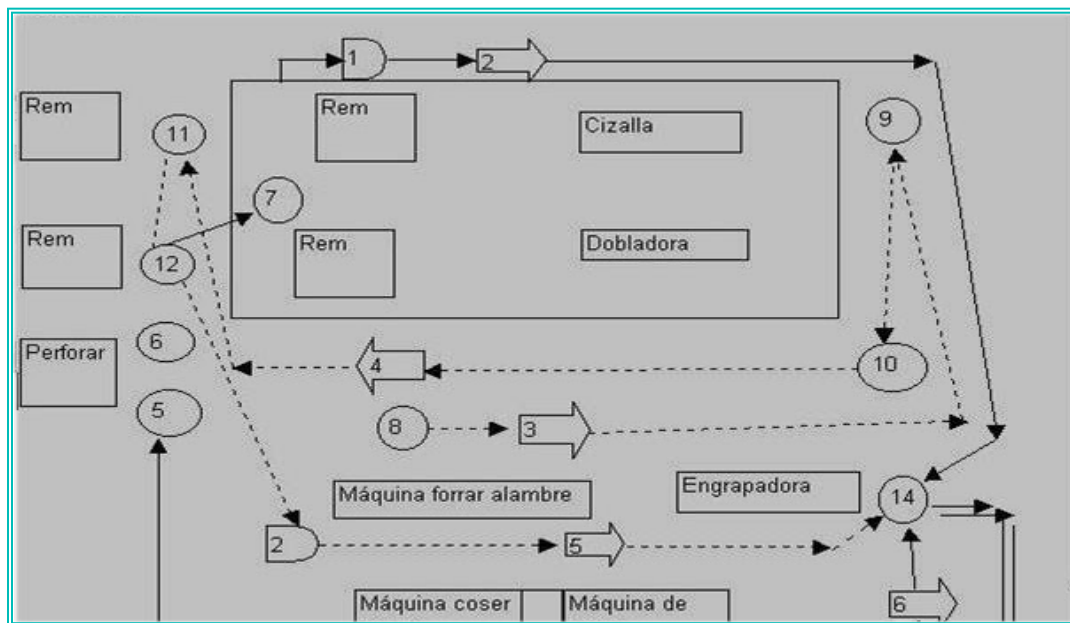 1
2
Rem
11
Rem
Cizalla
9
7
Rem
12
Rem
Dobladora
6
Perforar
4
10
5
8
3
Máquina forrar alambre
Engrapadora
14
2
5
Máquina coser
Máquina de
6